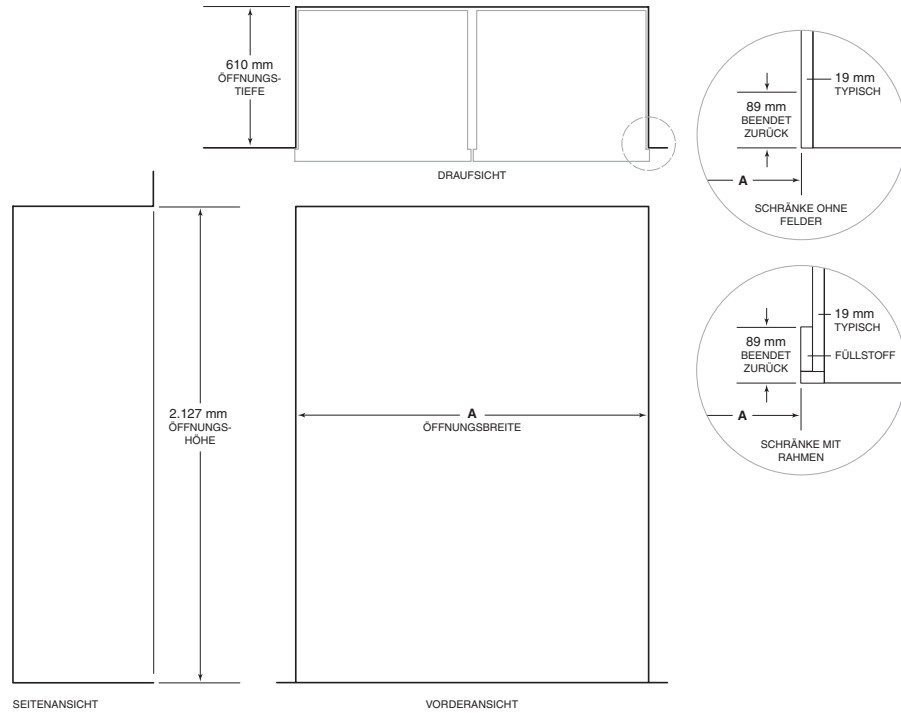 610 mm
ÖFFNUNGS-
TIEFE
DRAUFSICHT
19 mm
TYPISCH
89 mm
BEENDET
ZURÜCK
A
SCHRÄNKE OHNE
FELDER
19 mm
TYPISCH
89 mm
BEENDET
ZURÜCK
FÜLLSTOFF
A
SCHRÄNKE MIT
RAHMEN
2.127 mm
ÖFFNUNGS-
HÖHE
A
ÖFFNUNGSBREITE
SEITENANSICHT
VORDERANSICHT